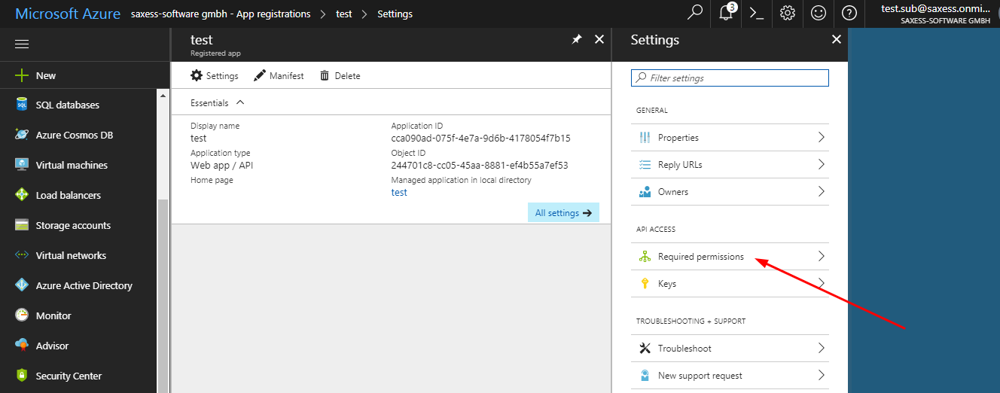 Microsoft Azure saxess-software gmbh - App registrations > test > Settings
3
test.sub@saxess.onmi...
SAXESS-SOFTWARE GMBH
New
SQL databases
Azure Cosmos DB
Virtual machines
Load balancers
Storage accounts
Virtual networks
Azure Active Directory
Monitor
Advisor
Security Center
test
Registered app
Settings Manifest Delete
Essentials
Display name
test
Application type
Web app / API
Home page
Application ID
cca090ad-075f-4e7a-9d6b-4178054f7b15
Object ID
244701c8-cc05-45aa-8881-ef4b55a7ef53
Managed application in local directory
test
All settings
Settings
Filter settings
GENERAL
Properties
Reply URLs
Owners
API ACCESS
Required permissions
Keys
TROUBLESHOOTING + SUPPORT
Troubleshoot
New support request